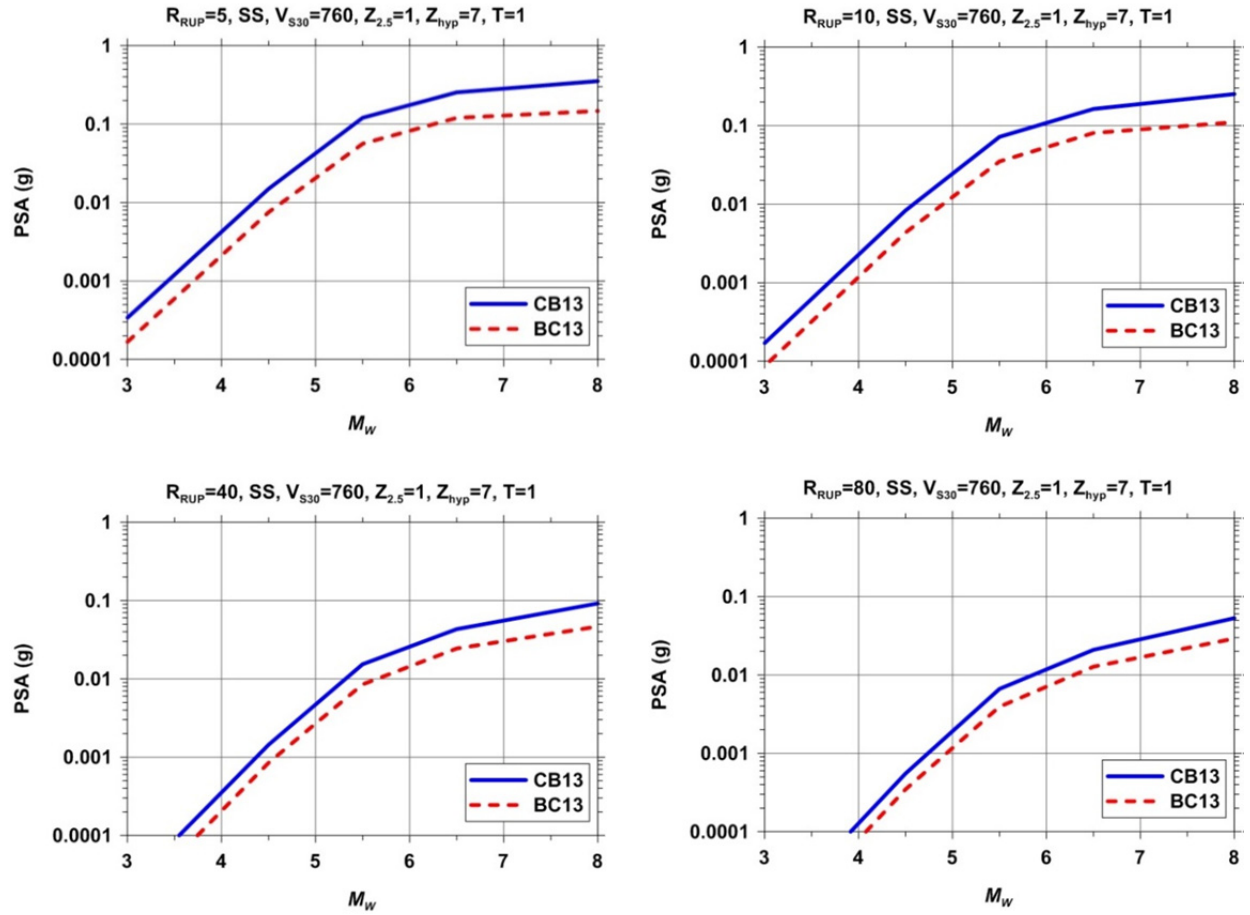 R_RUP=5, SS, V_S30=760, Z_2.5=1, Z_hyp=7, T=1
1
0.1
0.01
0.001
0.0001
PSA (g)
CB13
BC13
3 4 5 6 7 8
M_W
R_RUP=10, SS, V_S30=760, Z_2.5=1, Z_hyp=7, T=1
1
0.1
0.01
0.001
0.0001
PSA (g)
CB13
BC13
3 4 5 6 7 8
M_W
R_RUP=40, SS, V_S30=760, Z_2.5=1, Z_hyp=7, T=1
1
0.1
0.01
0.001
0.0001
PSA (g)
CB13
BC13
3 4 5 6 7 8
M_W
R_RUP=80, SS, V_S30=760, Z_2.5=1, Z_hyp=7, T=1
1
0.1
0.01
0.001
0.0001
PSA (g)
CB13
BC13
3 4 5 6 7 8
M_W